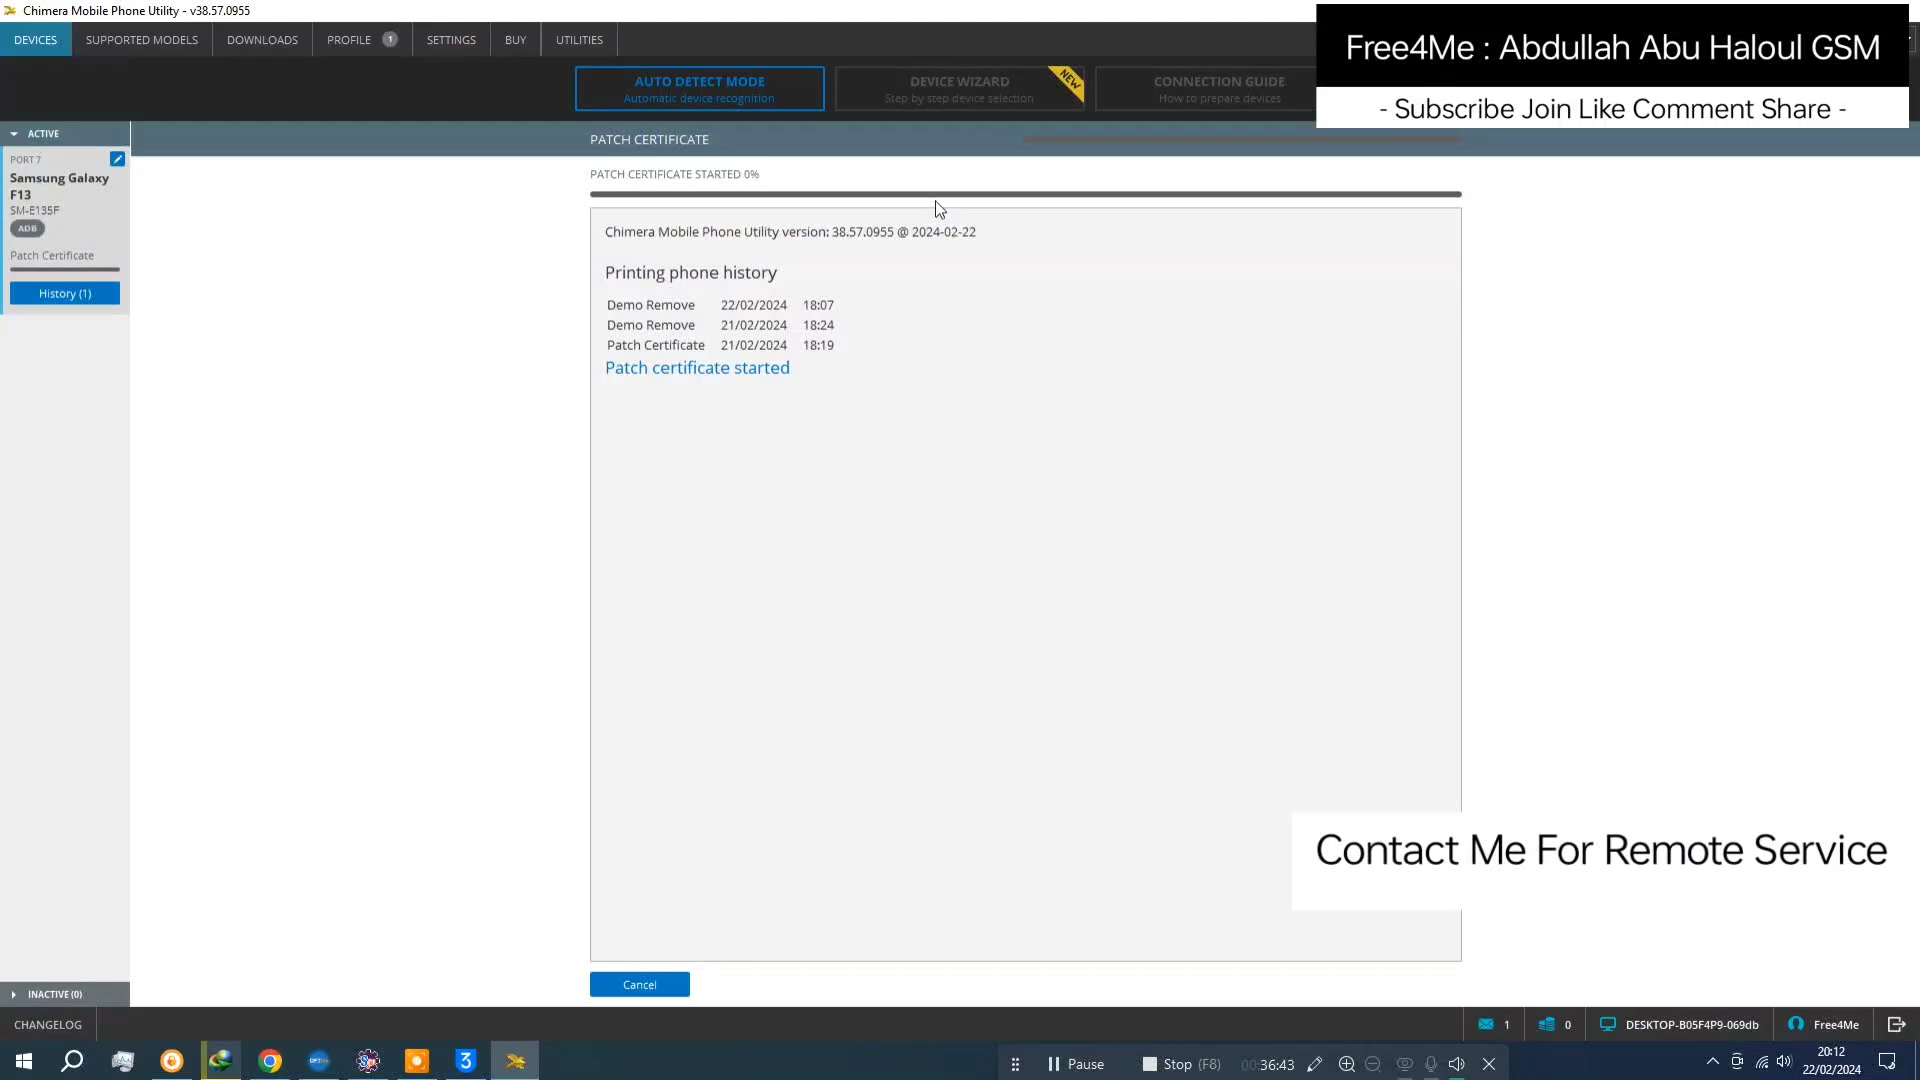 Chimera Mobile Phone Utility - v38.57.0955
DEVICES
SUPPORTED MODELS
DOWNLOADS
PROFILE 1
SETTINGS
BUY
UTILITIES
Free4Me : Abdullah Abu Haloul GSM
- Subscribe Join Like Comment Share -
AUTO DETECT MODE
Automatic device recognition
DEVICE WIZARD
Step by step device selection
NEW
CONNECTION GUIDE
How to prepare devices
ACTIVE
PORT 7
Samsung Galaxy
F13
SM-E135F
ADB
Patch Certificate
History (1)
PATCH CERTIFICATE
PATCH CERTIFICATE STARTED 0%
Chimera Mobile Phone Utility version: 38.57.0955 @ 2024-02-22
Printing phone history
Demo Remove 22/02/2024 18:07
Demo Remove 21/02/2024 18:24
Patch Certificate 21/02/2024 18:19
Patch certificate started
Contact Me For Remote Service
Cancel
INACTIVE (0)
CHANGELOG
1
0
DESKTOP-B05F4P9-069db
Free4Me
3
Pause
Stop (F8)
00:36:43
20:12
22/02/2024